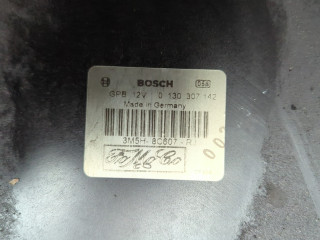 BOSCH
GPB 12V 0 130 307 142
Made in Germany
3M5H-8C607-RJ